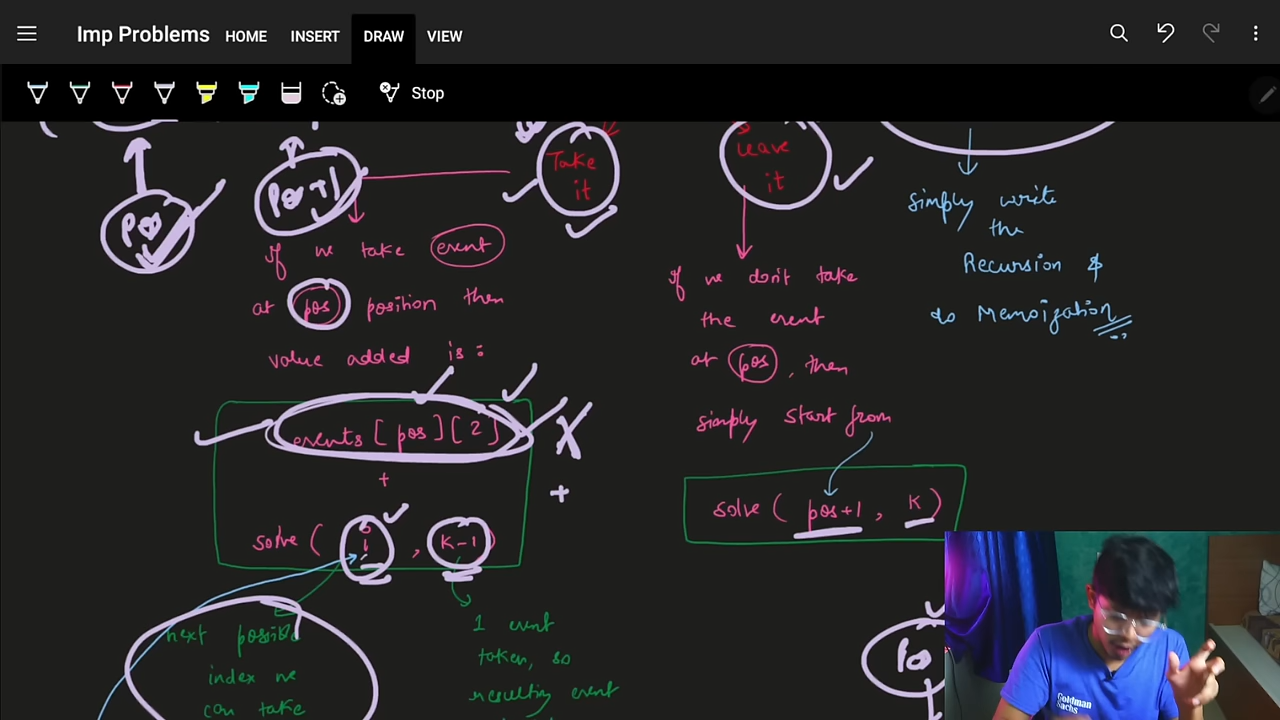 Imp Problems HOME INSERT DRAW VIEW
Stop
pos
pos+1
Take
it
leave
it
simply write
the
Recursion &
do Memoization
if we take event
at pos position then
value added is :
events [ pos ] [ 2 ]
+
solve ( i , k-1 )
X
+
if we don't take
the event
at pos , then
simply start from
solve ( pos+1 , K )
next possible
index we
can take
1 event
taken, so
resulting event
po
Goldman
Sachs